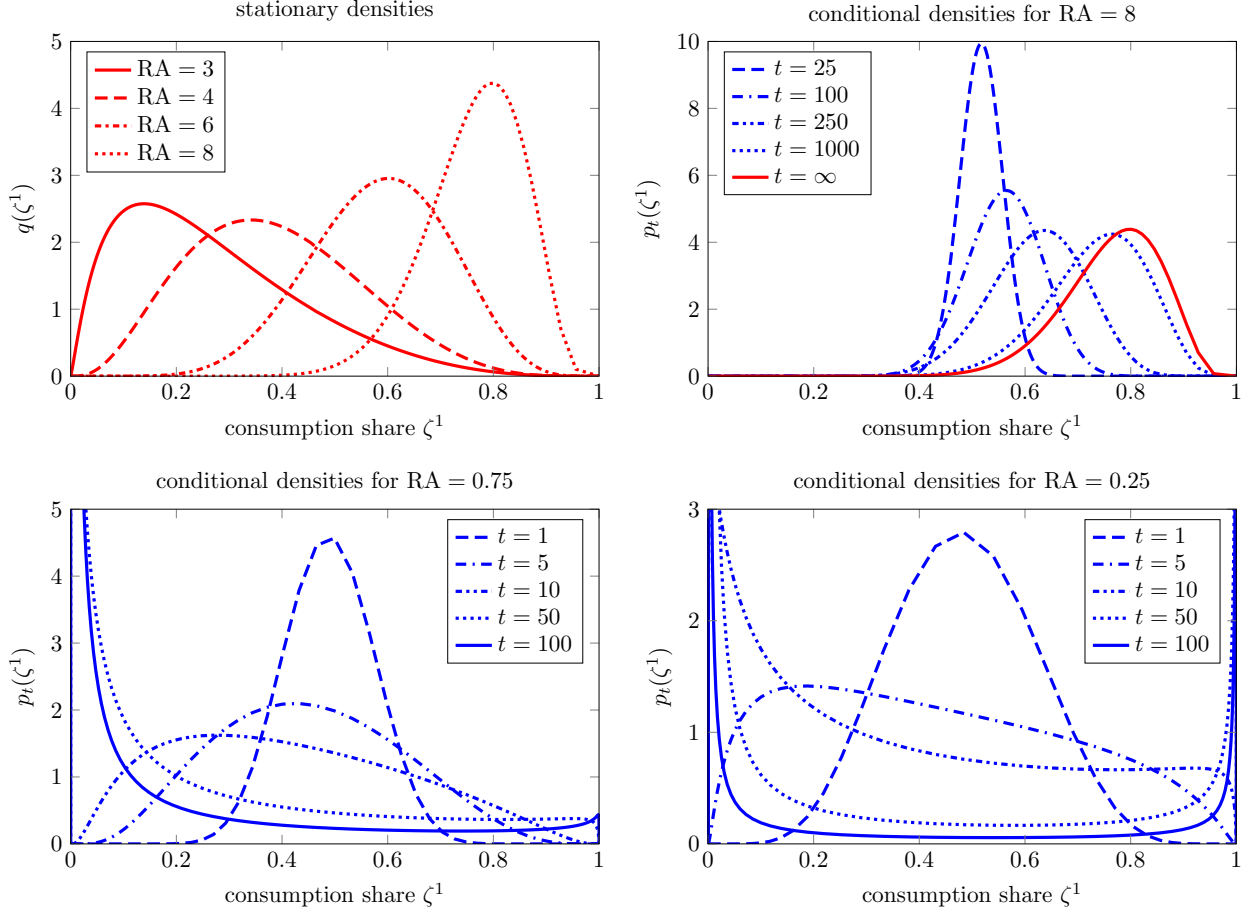 stationary densities
RA = 3
RA = 4
RA = 6
RA = 8
q(ζ¹)
5
4
3
2
1
0
0 0.2 0.4 0.6 0.8 1
consumption share ζ¹
conditional densities for RA = 8
t = 25
t = 100
t = 250
t = 1000
t = ∞
pₜ(ζ¹)
10
8
6
4
2
0
0 0.2 0.4 0.6 0.8 1
consumption share ζ¹
conditional densities for RA = 0.75
t = 1
t = 5
t = 10
t = 50
t = 100
pₜ(ζ¹)
5
4
3
2
1
0
0 0.2 0.4 0.6 0.8 1
consumption share ζ¹
conditional densities for RA = 0.25
t = 1
t = 5
t = 10
t = 50
t = 100
pₜ(ζ¹)
3
2
1
0
0 0.2 0.4 0.6 0.8 1
consumption share ζ¹